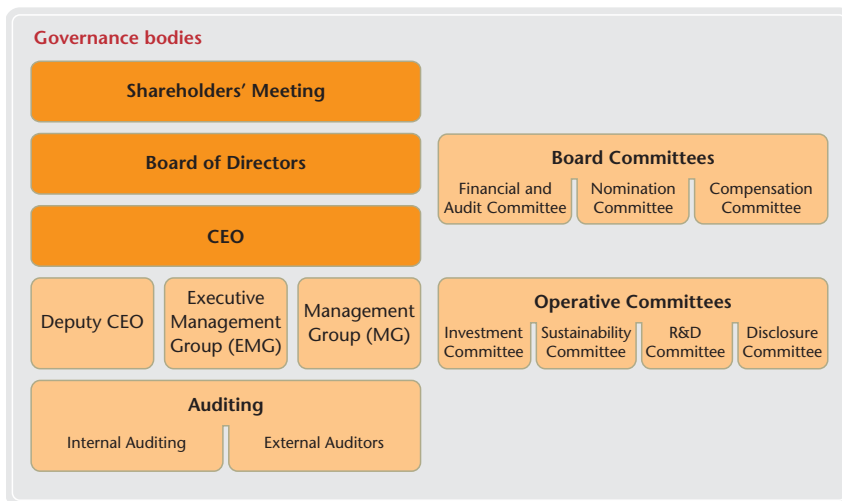 Governance bodies
Shareholders’ Meeting
Board of Directors
CEO
Deputy CEO
Executive
Management
Group (EMG)
Management
Group (MG)
Auditing
Internal Auditing
External Auditors
Board Committees
Financial and
Audit Committee
Nomination
Committee
Compensation
Committee
Operative Committees
Investment
Committee
Sustainability
Committee
R&D
Committee
Disclosure
Committee